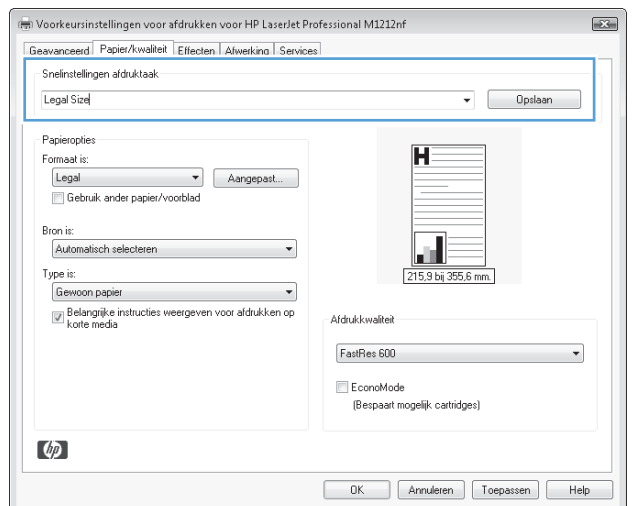 Voorkeursinstellingen voor afdrukken voor HP LaserJet Professional M1212nf
Geavanceerd Papier/kwaliteit Effecten Afwerking Services
Snelinstellingen afdruktaak
Legal Size
Opslaan
Papieropties
Formaat is:
Legal
Aangepast...
Gebruik ander papier/voorblad
Bron is:
Automatisch selecteren
Type is:
Gewoon papier
Belangrijke instructies weergeven voor afdrukken op
korte media
H
215,9 bij 355,6 mm.
Afdrukkwaliteit
FastRes 600
EconoMode
(Bespaart mogelijk cartridges)
hp
OK Annuleren Toepassen Help